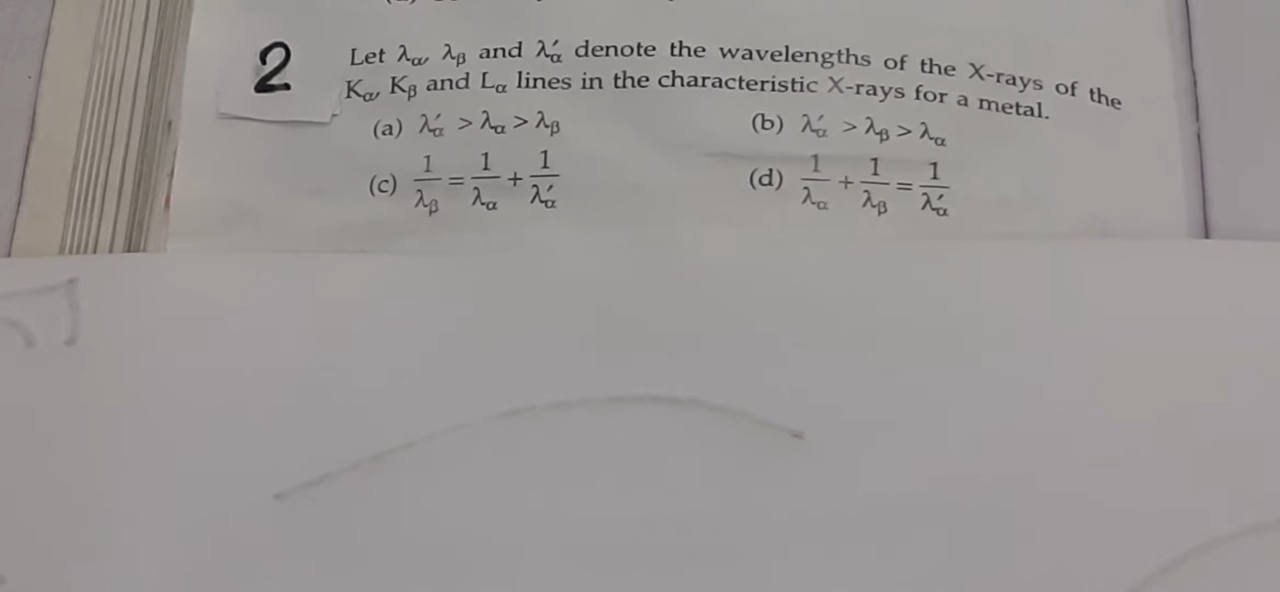 2
Let λα, λβ and λ′α denote the wavelengths of the X-rays of the
Kα, Kβ and Lα lines in the characteristic X-rays for a metal.
(a) λ′α > λα > λβ (b) λ′α > λβ > λα
(c) 1/λβ = 1/λα + 1/λ′α (d) 1/λα + 1/λβ = 1/λ′α